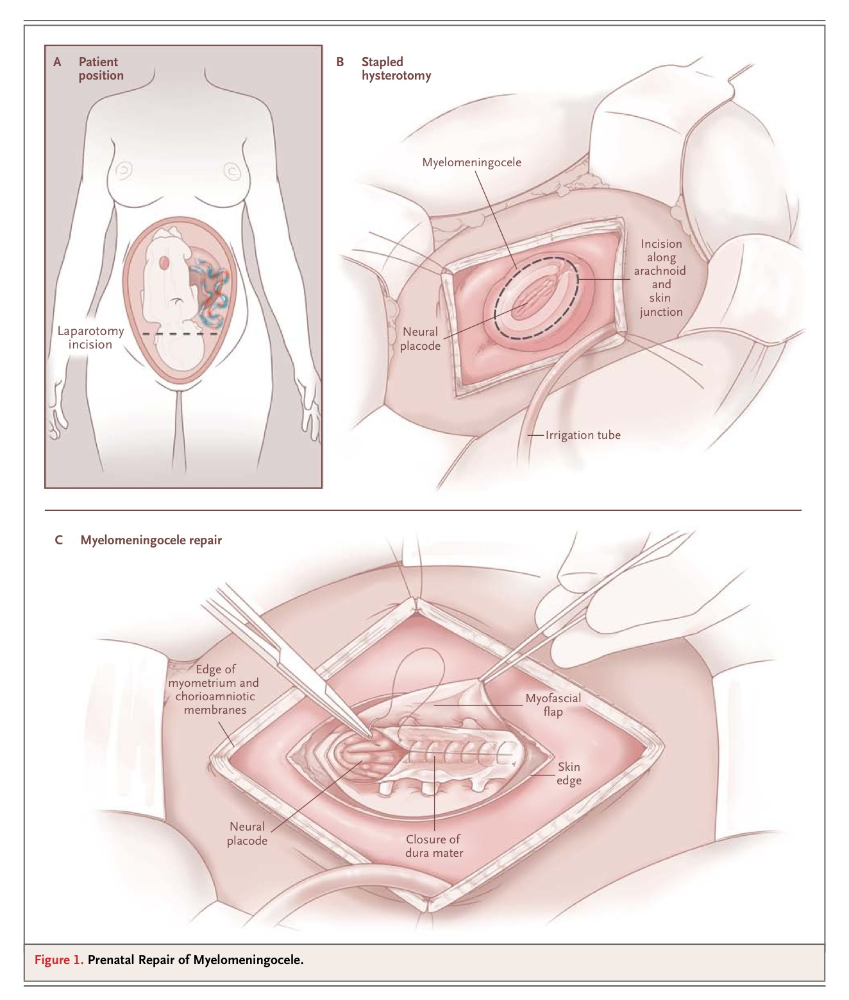 A Patient
position
Laparotomy
incision
B Stapled
hysterotomy
Myelomeningocele
Incision
along
arachnoid
and
skin
junction
Neural
placode
Irrigation tube
C Myelomeningocele repair
Edge of
myometrium and
chorioamniotic
membranes
Myofascial
flap
Skin
edge
Neural
placode
Closure of
dura mater
Figure 1. Prenatal Repair of Myelomeningocele.